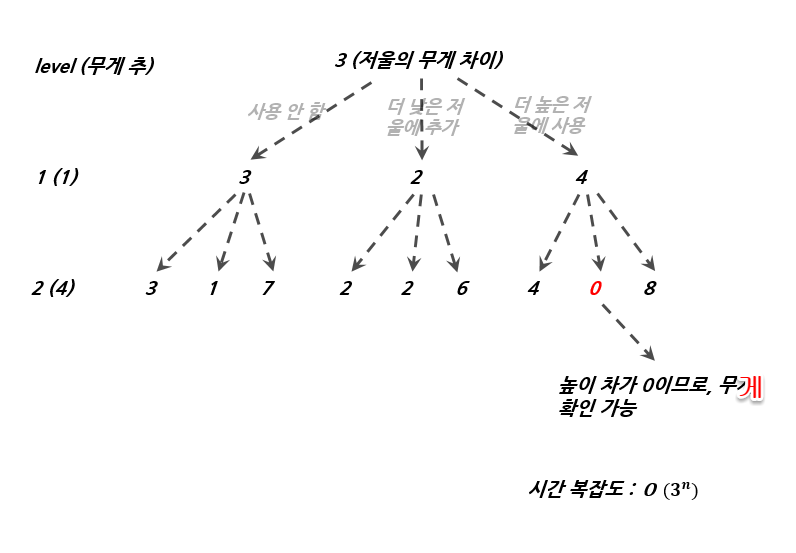 level (무게 추)
3 (저울의 무게 차이)
사용 안 함
더 낮은 저
울에 추가
더 높은 저
울에 사용
1 (1)
3
2
4
2 (4)
3 1 7 2 2 6 4 0 8
높이 차가 0이므로, 무게
확인 가능
시간 복잡도 : O (3ⁿ)